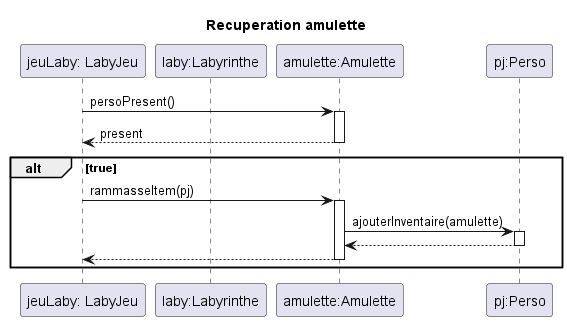 Recuperation amulette
jeuLaby: LabyJeu
laby:Labyrinthe
amulette:Amulette
pj:Perso
persoPresent()
present
alt
[true]
rammasseItem(pj)
ajouterInventaire(amulette)
jeuLaby: LabyJeu
laby:Labyrinthe
amulette:Amulette
pj:Perso